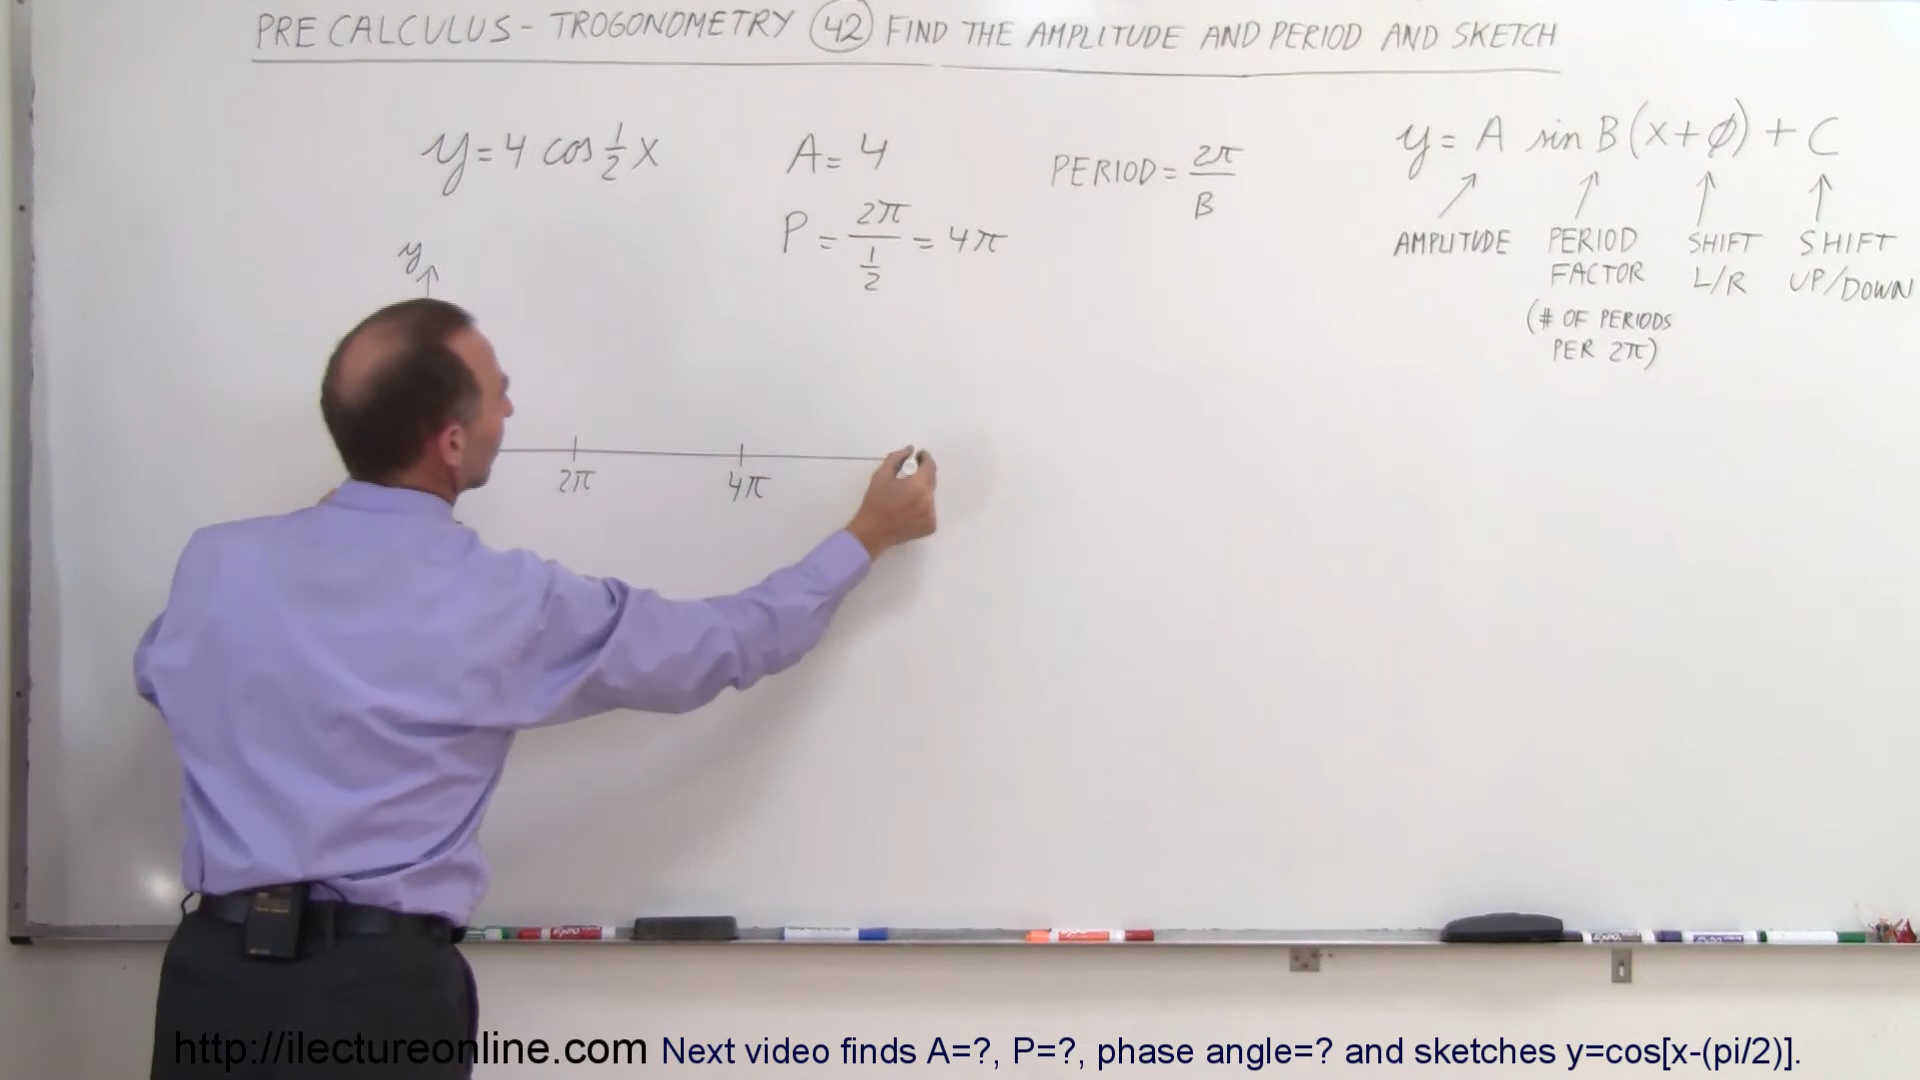 PRE CALCULUS - TROGONOMETRY 42 FIND THE AMPLITUDE AND PERIOD AND SKETCH
y = 4 cos 1/2 x
A = 4
P = 2π / 1/2 = 4π
PERIOD = 2π / B
y = A sin B (x + φ) + C
AMPLITUDE
PERIOD
FACTOR
(# OF PERIODS
PER 2π)
SHIFT
L/R
SHIFT
UP/DOWN
y
2π
4π
http://ilectureonline.com Next video finds A=?, P=?, phase angle=? and sketches y=cos[x-(pi/2)].